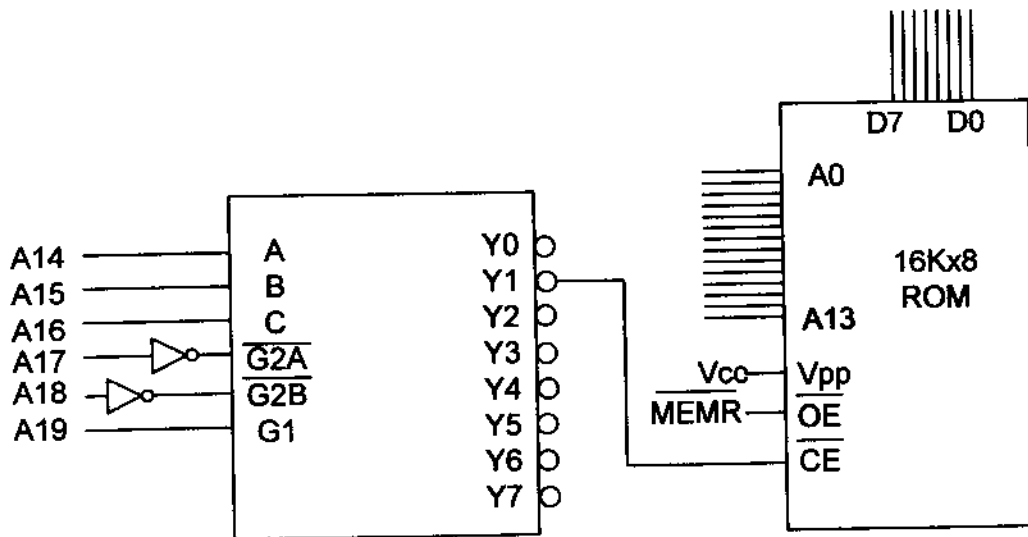 D7 D0
A0
16Kx8
ROM
A13
Vcc Vpp
MEMR OE
CE
A14 A Y0
A15 B Y1
A16 C Y2
A17 G2A Y3
A18 G2B Y4
A19 G1 Y5
Y6
Y7